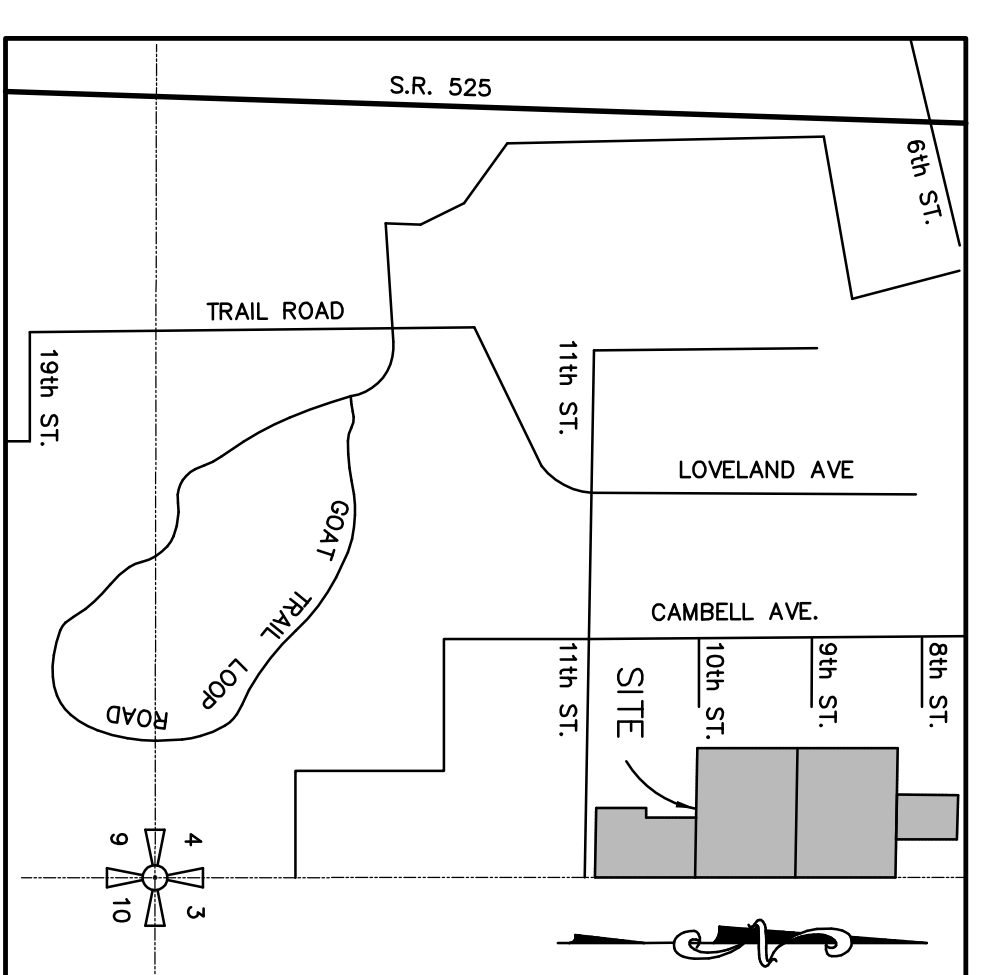 S.R. 525
6th ST.
TRAIL ROAD
19th ST.
11th ST.
LOVELAND AVE
GOAT TRAIL LOOP ROAD
CAMBELL AVE.
11th ST.
SITE
10th ST.
9th ST.
8th ST.
9
4
10
3
N